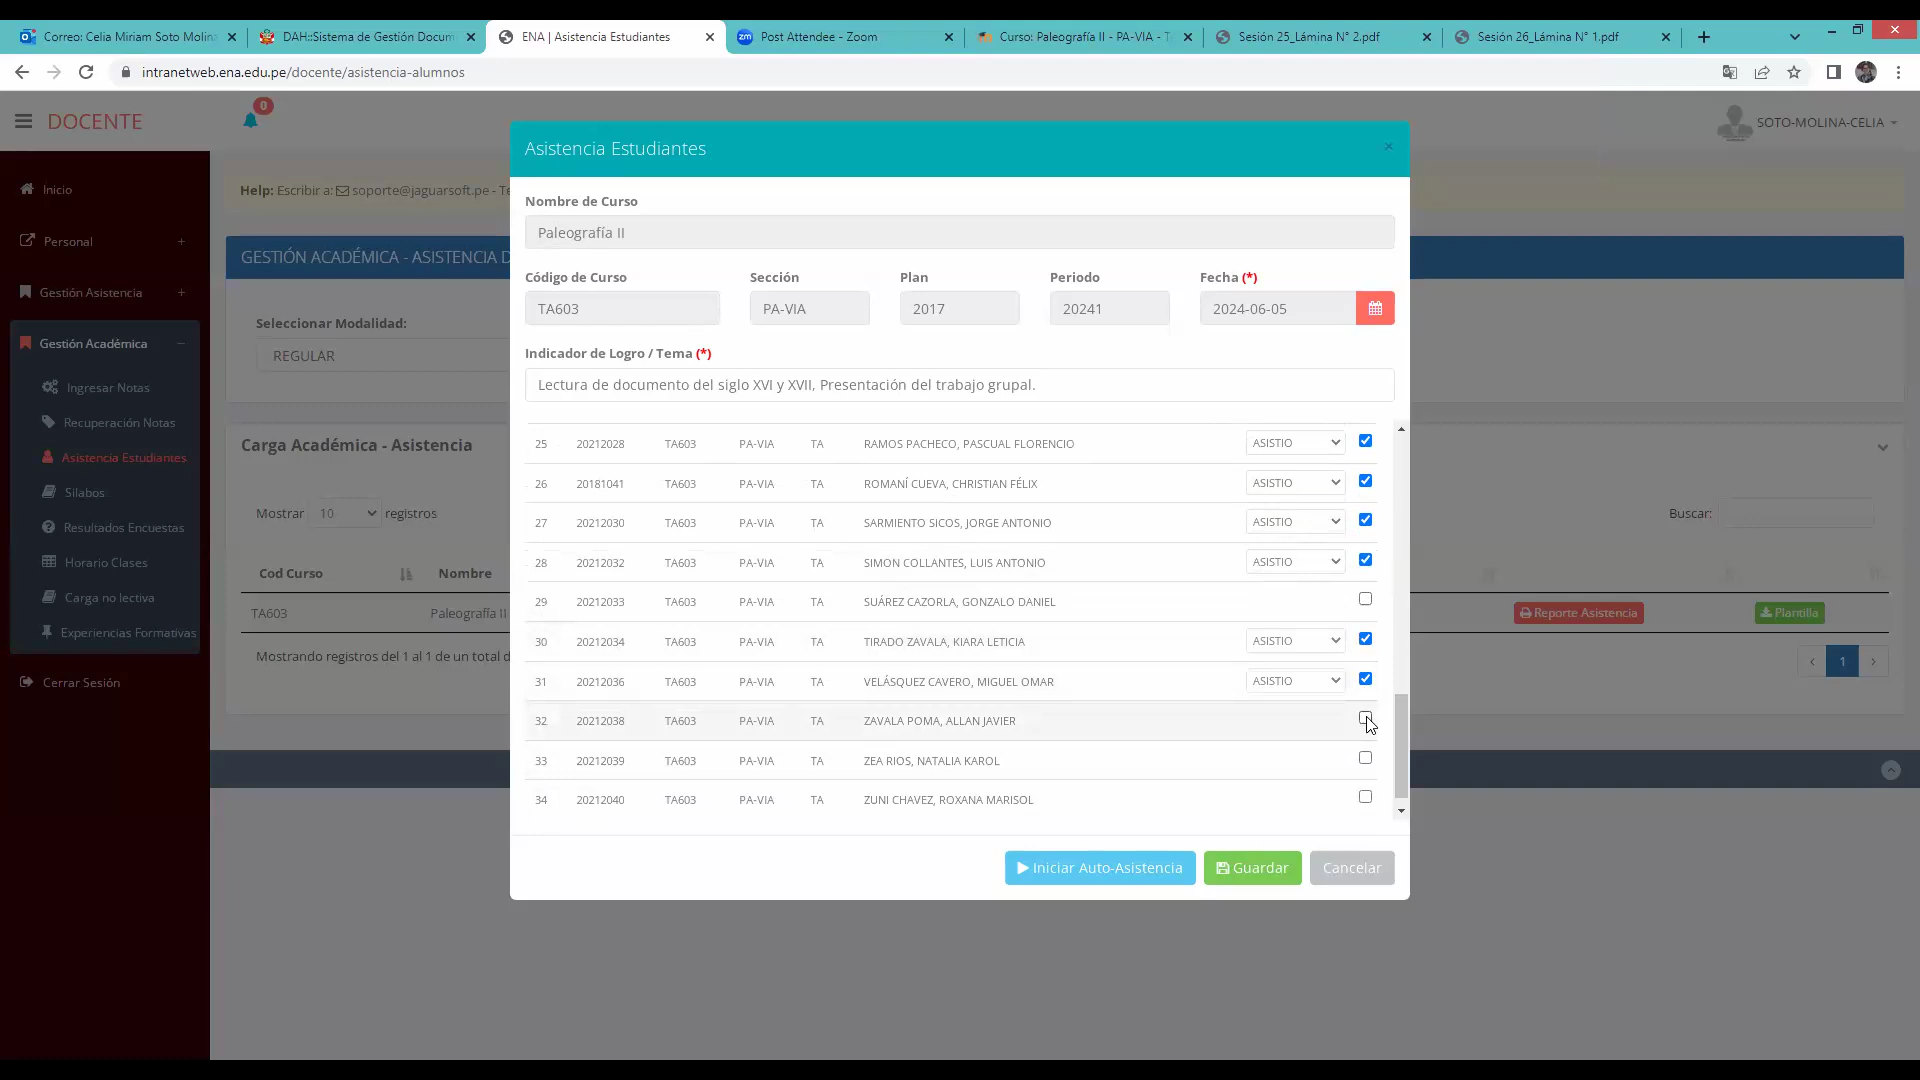 Correo: Celia Miriam Soto Molina
DAH::Sistema de Gestión Docum
ENA | Asistencia Estudiantes
Post Attendee - Zoom
Curso: Paleografía II - PA-VIA - T
Sesión 25_Lámina N° 2.pdf
Sesión 26_Lámina N° 1.pdf
intranetweb.ena.edu.pe/docente/asistencia-alumnos
DOCENTE
0
SOTO-MOLINA-CELIA
Inicio
Personal
Gestión Asistencia
Gestión Académica
Ingresar Notas
Recuperación Notas
Asistencia Estudiantes
Silabos
Resultados Encuestas
Horario Clases
Carga no lectiva
Experiencias Formativas
Cerrar Sesión
Help: Escribir a: soporte@jaguarsoft.pe - Te
GESTIÓN ACADÉMICA - ASISTENCIA D
Seleccionar Modalidad:
REGULAR
Carga Académica - Asistencia
Mostrar 10 registros
Buscar:
Cod Curso Nombre
TA603 Paleografía II
Reporte Asistencia Plantilla
Mostrando registros del 1 al 1 de un total d
‹ 1 ›
Asistencia Estudiantes ×
Nombre de Curso
Paleografía II
Código de Curso Sección Plan Periodo Fecha (*)
TA603 PA-VIA 2017 20241 2024-06-05
Indicador de Logro / Tema (*)
Lectura de documento del siglo XVI y XVII, Presentación del trabajo grupal.
25 20212028 TA603 PA-VIA TA RAMOS PACHECO, PASCUAL FLORENCIO ASISTIO
26 20181041 TA603 PA-VIA TA ROMANÍ CUEVA, CHRISTIAN FÉLIX ASISTIO
27 20212030 TA603 PA-VIA TA SARMIENTO SICOS, JORGE ANTONIO ASISTIO
28 20212032 TA603 PA-VIA TA SIMON COLLANTES, LUIS ANTONIO ASISTIO
29 20212033 TA603 PA-VIA TA SUÁREZ CAZORLA, GONZALO DANIEL
30 20212034 TA603 PA-VIA TA TIRADO ZAVALA, KIARA LETICIA ASISTIO
31 20212036 TA603 PA-VIA TA VELÁSQUEZ CAVERO, MIGUEL OMAR ASISTIO
32 20212038 TA603 PA-VIA TA ZAVALA POMA, ALLAN JAVIER
33 20212039 TA603 PA-VIA TA ZEA RIOS, NATALIA KAROL
34 20212040 TA603 PA-VIA TA ZUNI CHAVEZ, ROXANA MARISOL
Iniciar Auto-Asistencia Guardar Cancelar